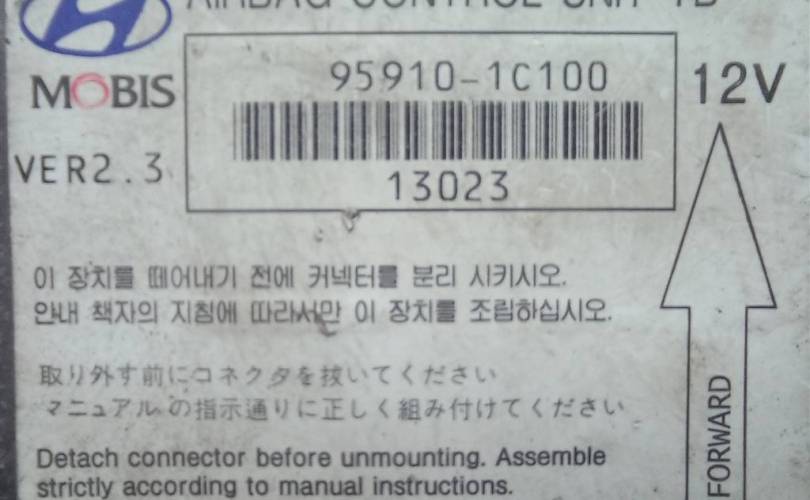 AIRBAG CONTROL UNIT TB
MOBIS
95910-1C100
12V
VER2.3
13023
이 장치를 떼어내기 전에 커넥터를 분리 시키시오.
안내 책자의 지침에 따라서만 이 장치를 조립하십시오.
取り外す前にコネクタを抜いてください
マニュアルの指示通りに正しく組み付けてください
Detach connector before unmounting. Assemble
strictly according to manual instructions.
FORWARD